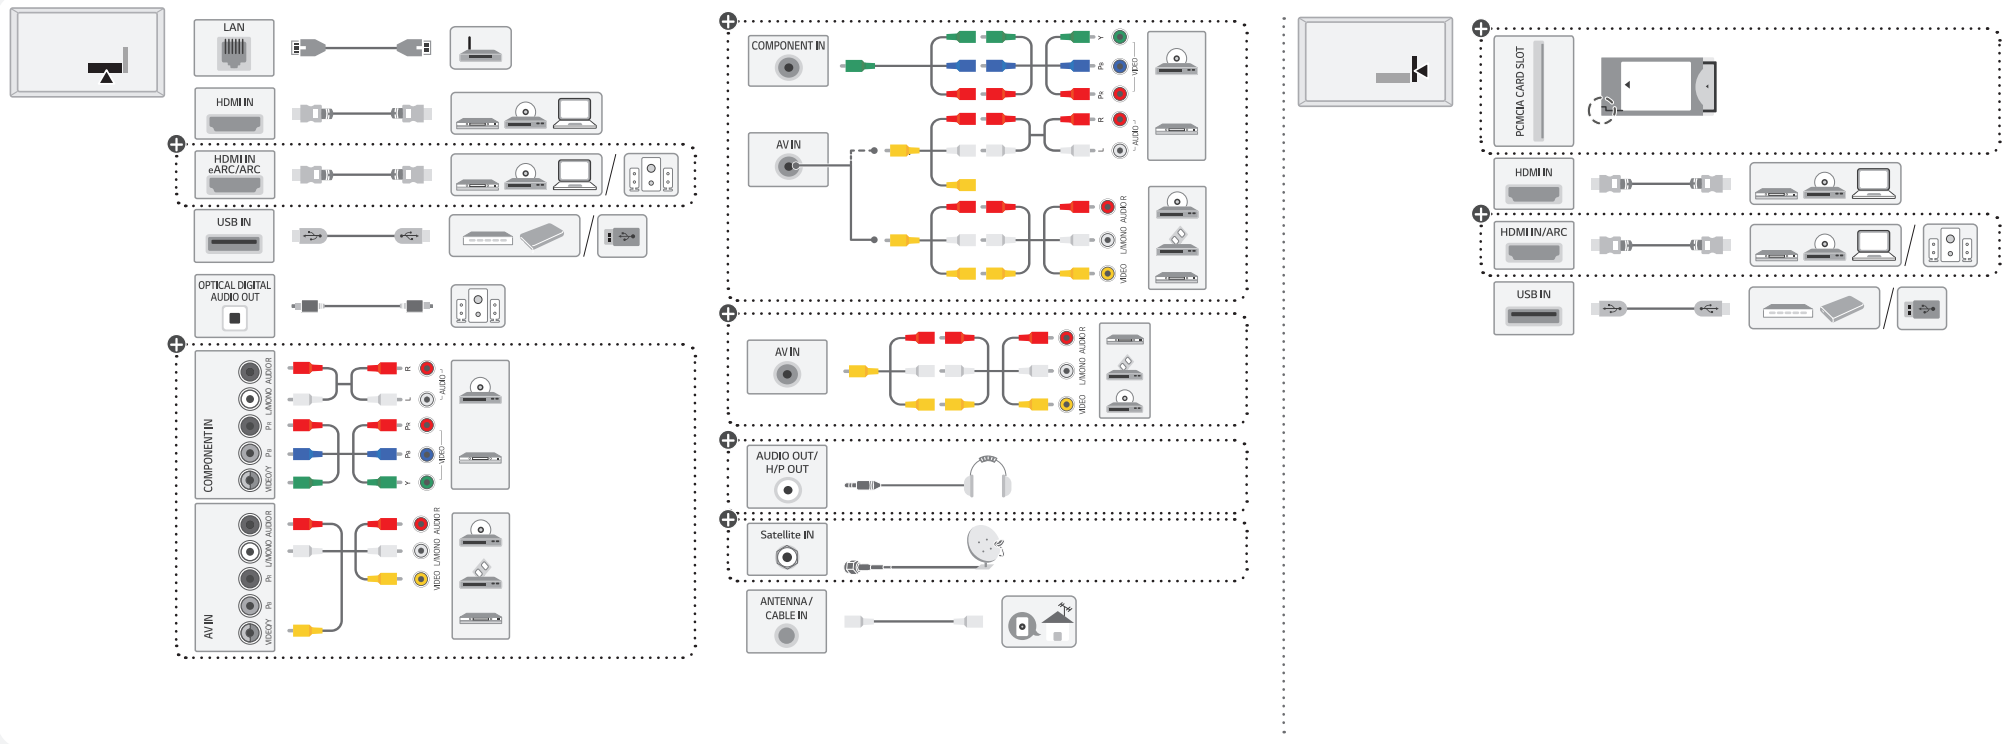 LAN
HDMI IN
HDMI IN
eARC/ARC
USB IN
OPTICAL DIGITAL
AUDIO OUT
COMPONENT IN
AUDIO R
L/MONO
PR
PB
VIDEO/Y
R
L
AUDIO
PR
PB
Y
VIDEO
AV IN
AUDIO R
L/MONO
PR
PB
VIDEO/Y
AUDIO R
L/MONO
VIDEO
COMPONENT IN
Y
PB
PR
VIDEO
R
L
AUDIO
AV IN
AUDIO R
L/MONO
VIDEO
AV IN
AUDIO R
L/MONO
VIDEO
AUDIO OUT/
H/P OUT
Satellite IN
ANTENNA/
CABLE IN
PCMCIA CARD SLOT
HDMI IN
HDMI IN/ARC
USB IN